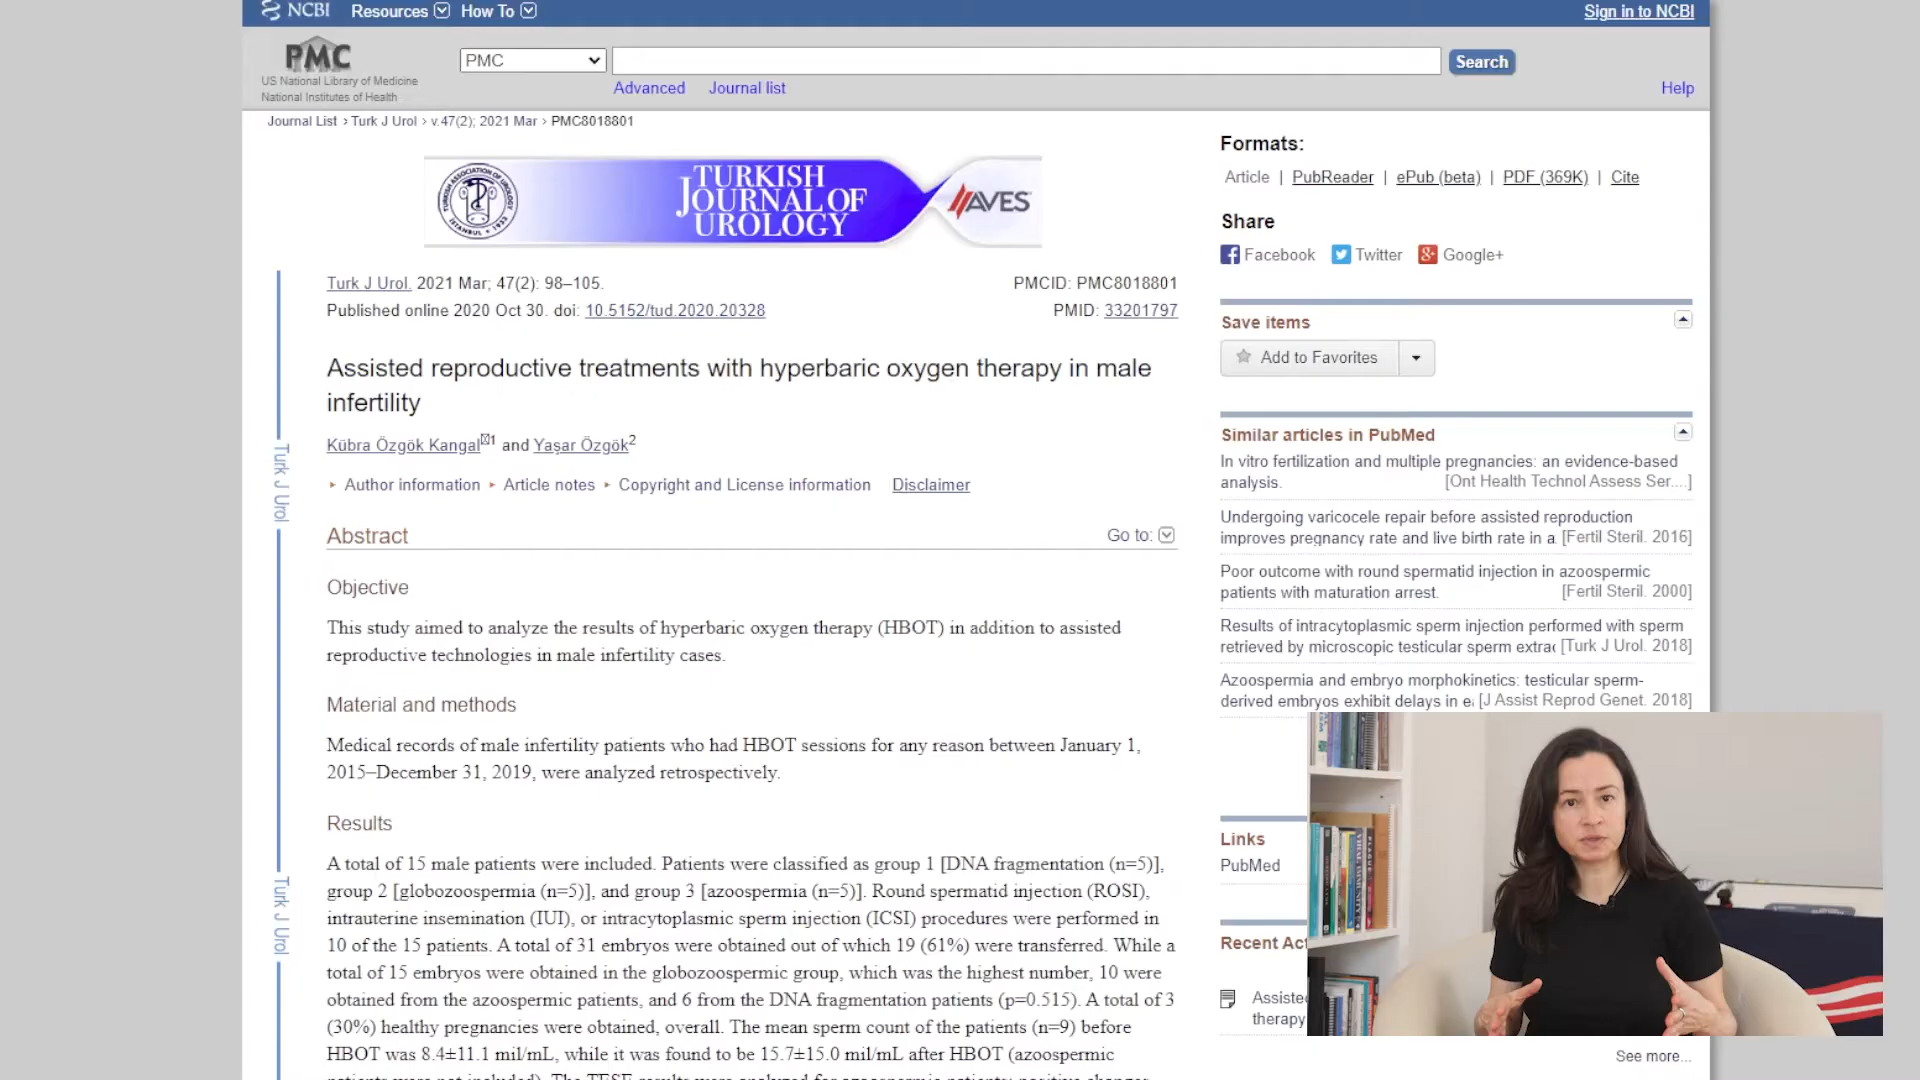 NCBI Resources How To Sign in to NCBI
PMC
US National Library of Medicine
National Institutes of Health
PMC Search
Advanced Journal list Help
Journal List > Turk J Urol > v.47(2); 2021 Mar > PMC8018801
TURKISH
JOURNAL OF
UROLOGY
AVES
Turk J Urol. 2021 Mar; 47(2): 98–105. PMCID: PMC8018801
Published online 2020 Oct 30. doi: 10.5152/tud.2020.20328 PMID: 33201797
Assisted reproductive treatments with hyperbaric oxygen therapy in male
infertility
Kübra Özgök Kangal1 and Yaşar Özgök2
Author information Article notes Copyright and License information Disclaimer
Abstract Go to:
Objective
This study aimed to analyze the results of hyperbaric oxygen therapy (HBOT) in addition to assisted
reproductive technologies in male infertility cases.
Material and methods
Medical records of male infertility patients who had HBOT sessions for any reason between January 1,
2015–December 31, 2019, were analyzed retrospectively.
Results
A total of 15 male patients were included. Patients were classified as group 1 [DNA fragmentation (n=5)],
group 2 [globozoospermia (n=5)], and group 3 [azoospermia (n=5)]. Round spermatid injection (ROSI),
intrauterine insemination (IUI), or intracytoplasmic sperm injection (ICSI) procedures were performed in
10 of the 15 patients. A total of 31 embryos were obtained out of which 19 (61%) were transferred. While a
total of 15 embryos were obtained in the globozoospermic group, which was the highest number, 10 were
obtained from the azoospermic patients, and 6 from the DNA fragmentation patients (p=0.515). A total of 3
(30%) healthy pregnancies were obtained, overall. The mean sperm count of the patients (n=9) before
HBOT was 8.4±11.1 mil/mL, while it was found to be 15.7±15.0 mil/mL after HBOT (azoospermic
Turk J Urol
Turk J Urol
Formats:
Article | PubReader | ePub (beta) | PDF (369K) | Cite
Share
Facebook Twitter Google+
Save items
Add to Favorites
Similar articles in PubMed
In vitro fertilization and multiple pregnancies: an evidence-based
analysis. [Ont Health Technol Assess Ser....]
Undergoing varicocele repair before assisted reproduction
improves pregnancy rate and live birth rate in a [Fertil Steril. 2016]
Poor outcome with round spermatid injection in azoospermic
patients with maturation arrest. [Fertil Steril. 2000]
Results of intracytoplasmic sperm injection performed with sperm
retrieved by microscopic testicular sperm extrac [Turk J Urol. 2018]
Azoospermia and embryo morphokinetics: testicular sperm-
derived embryos exhibit delays in e [J Assist Reprod Genet. 2018]
Links
PubMed
Recent Act
Assisted
therapy
See more...